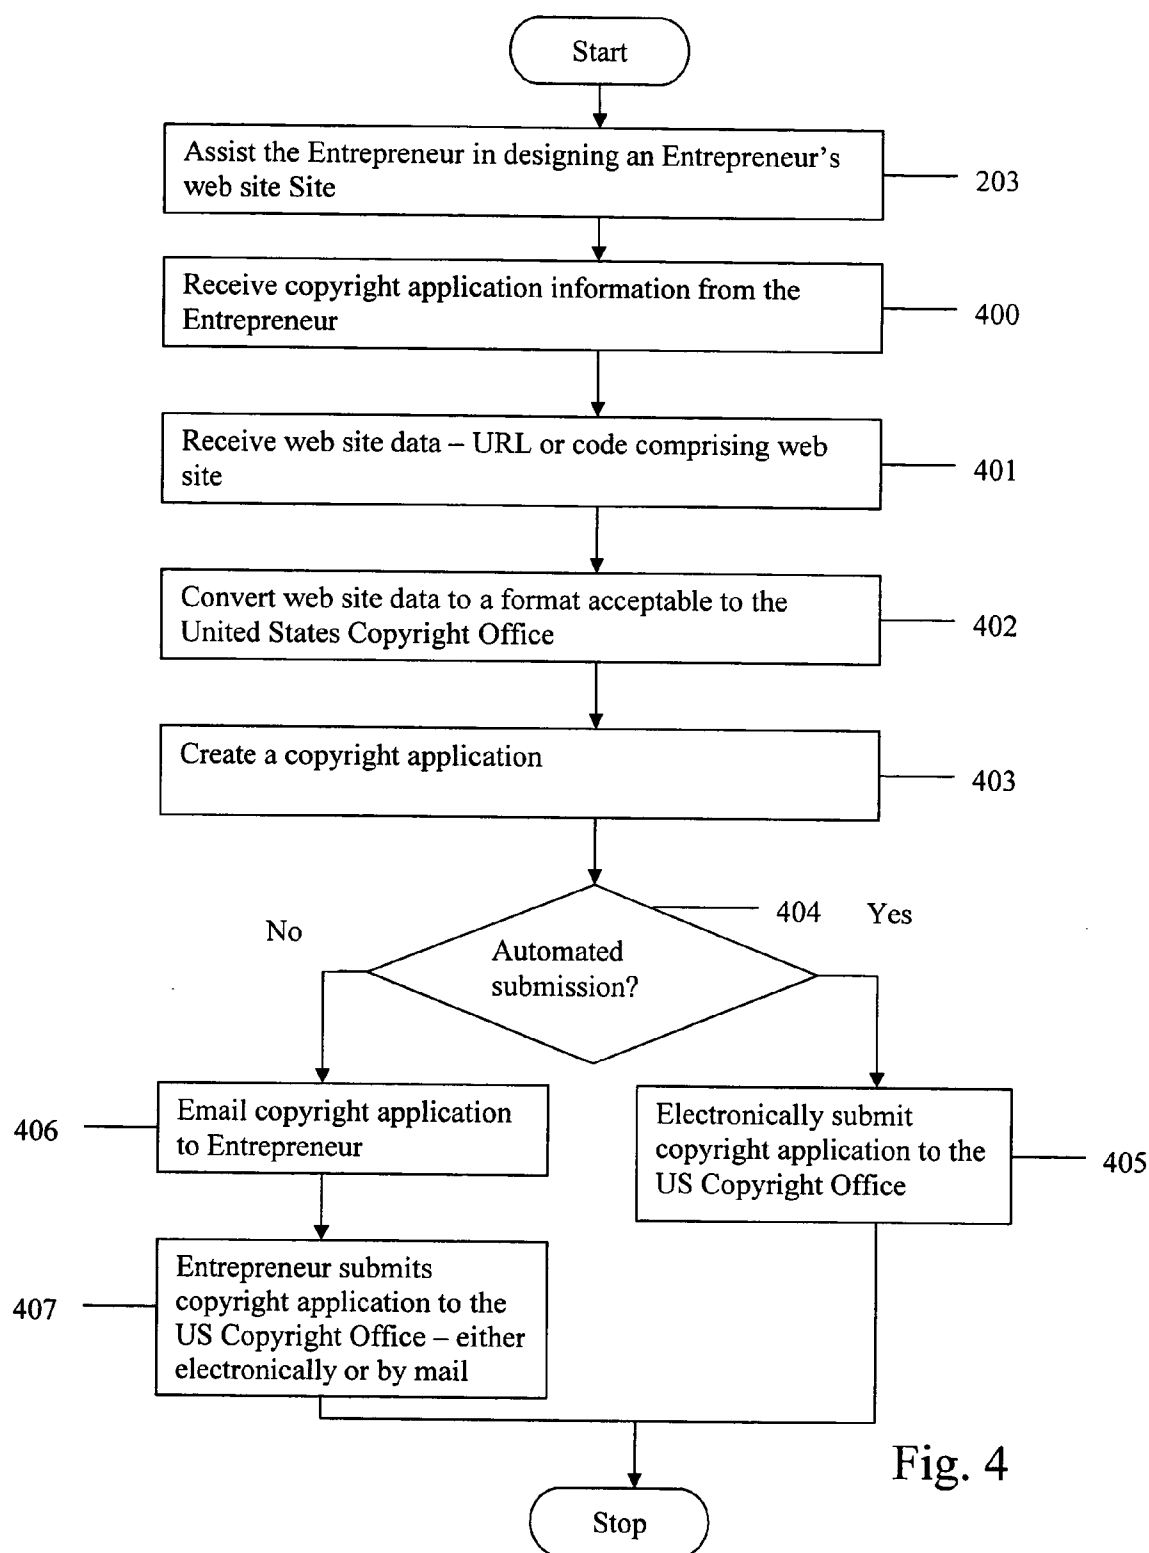 Start
Assist the Entrepreneur in designing an Entrepreneur's
web site Site
203
Receive copyright application information from the
Entrepreneur
400
Receive web site data – URL or code comprising web
site
401
Convert web site data to a format acceptable to the
United States Copyright Office
402
Create a copyright application
403
404
No
Yes
Automated
submission?
Email copyright application
to Entrepreneur
406
Electronically submit
copyright application to the
US Copyright Office
405
Entrepreneur submits
copyright application to the
US Copyright Office – either
electronically or by mail
407
Fig. 4
Stop